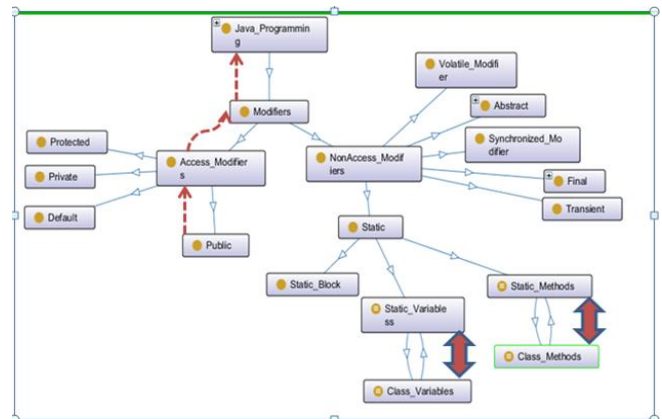 Java_Programmin
g
Volatile_Modifi
er
Abstract
Modifiers
Protected
Synchronized_Mo
difier
Access_Modifier
s
NonAccess_Modif
iers
Private
Final
Default
Transient
Static
Public
Static_Block
Static_Methods
Static_Variable
ss
Class_Methods
Class_Variables